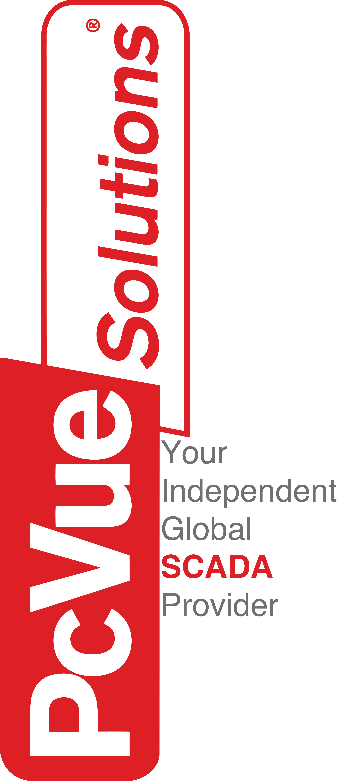 PcVue
Solutions®
Your
Independent
Global
SCADA
Provider